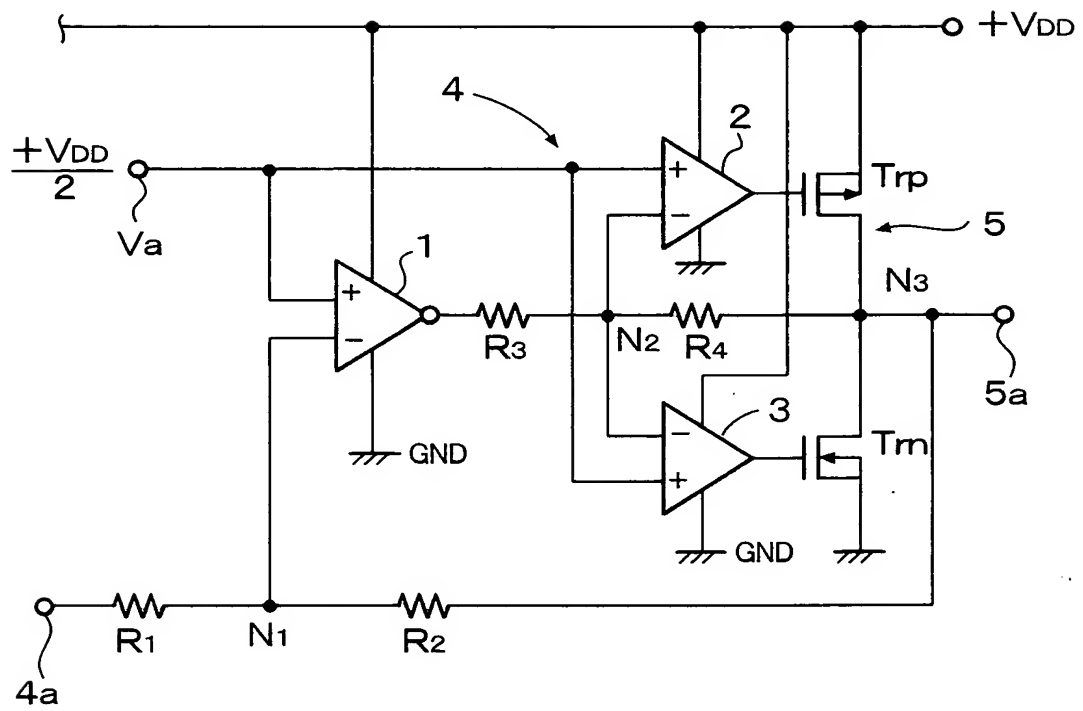 +VDD
4
2
+VDD
2
Trp
+
−
5
Va
1
+
−
N3
R3
N2
R4
5a
3
−
+
Trn
GND
GND
R1
N1
R2
4a